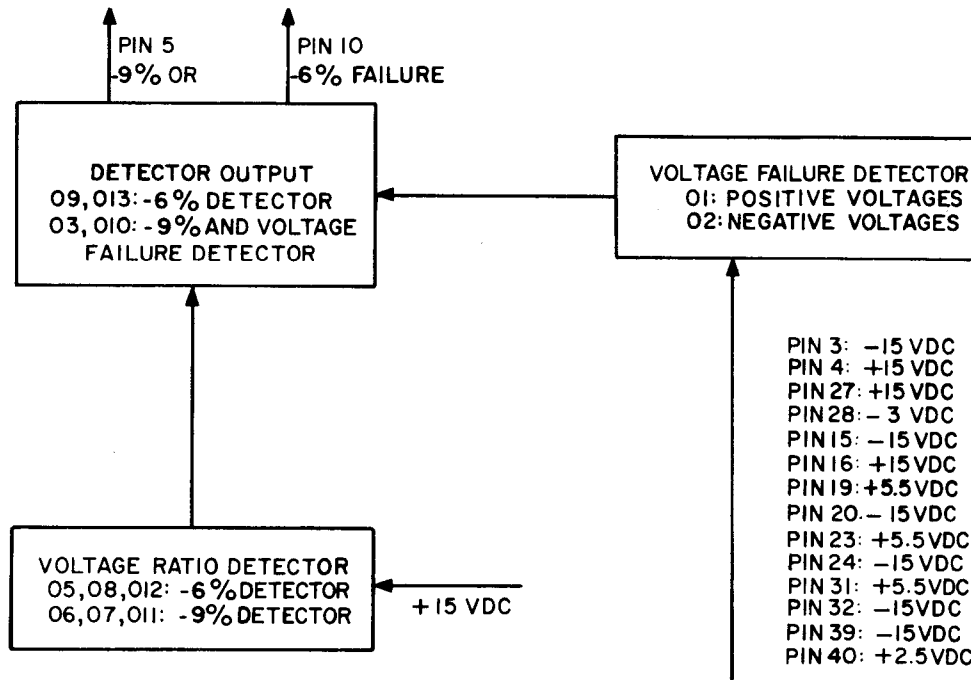 PIN 5
-9% OR
PIN 10
-6% FAILURE
DETECTOR OUTPUT
09,013: -6% DETECTOR
03,010: -9% AND VOLTAGE
FAILURE DETECTOR
VOLTAGE FAILURE DETECTOR
01: POSITIVE VOLTAGES
02: NEGATIVE VOLTAGES
PIN 3: -15 VDC
PIN 4: +15 VDC
PIN 27: +15 VDC
PIN 28: - 3 VDC
PIN 15: -15 VDC
PIN 16: +15 VDC
PIN 19: +5.5 VDC
PIN 20. - 15 VDC
PIN 23: +5.5 VDC
PIN 24: -15 VDC
PIN 31: +5.5 VDC
PIN 32: -15 VDC
PIN 39: -15 VDC
PIN 40: +2.5 VDC
VOLTAGE RATIO DETECTOR
05,08,012: -6% DETECTOR
06,07,011: -9% DETECTOR
+15 VDC